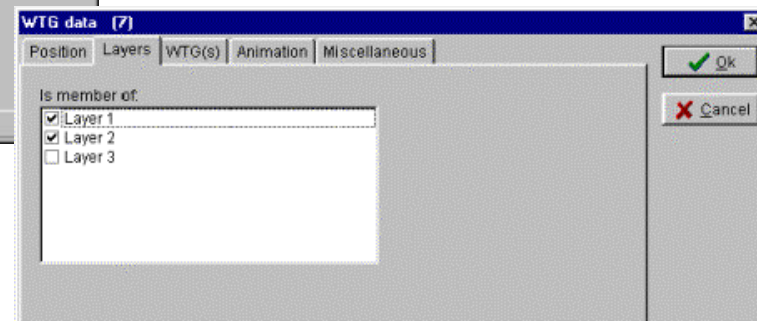 WTG data (7)
Position Layers WTG(s) Animation Miscellaneous
Ok
Is member of:
Layer 1
Layer 2
Layer 3
Cancel